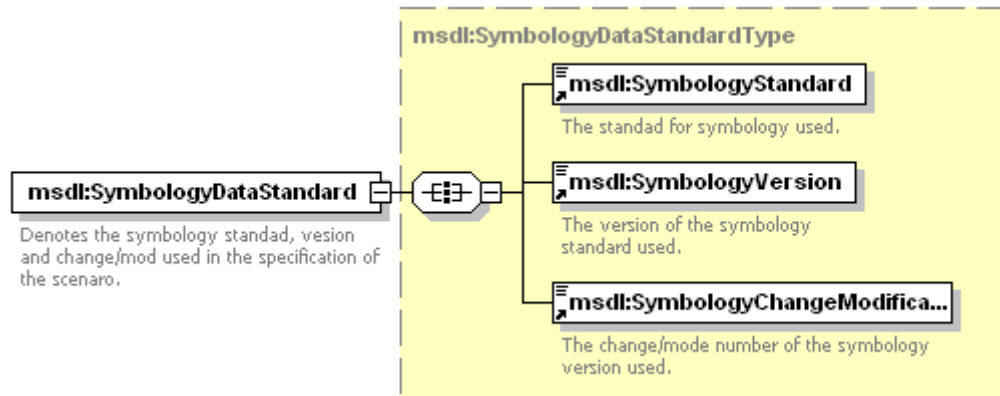 msdl:SymbologyDataStandardType
msdl:SymbologyStandard
The standad for symbology used.
msdl:SymbologyDataStandard
Denotes the symbology standad, vesion
and change/mod used in the specification of
the scenaro.
msdl:SymbologyVersion
The version of the symbology
standard used.
msdl:SymbologyChangeModifica...
The change/mode number of the symbology
version used.